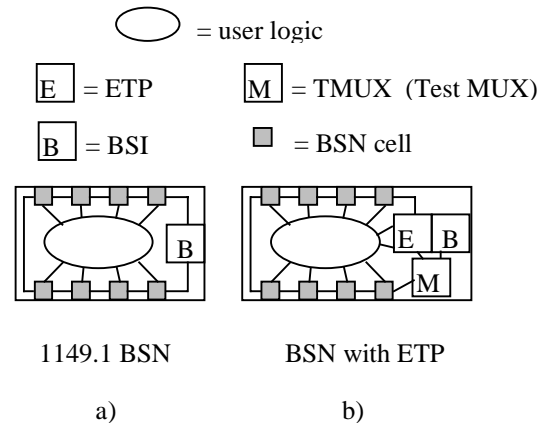 = user logic
E = ETP
M = TMUX (Test MUX)
B = BSI
= BSN cell
B
E B
M
1149.1 BSN
BSN with ETP
a)
b)